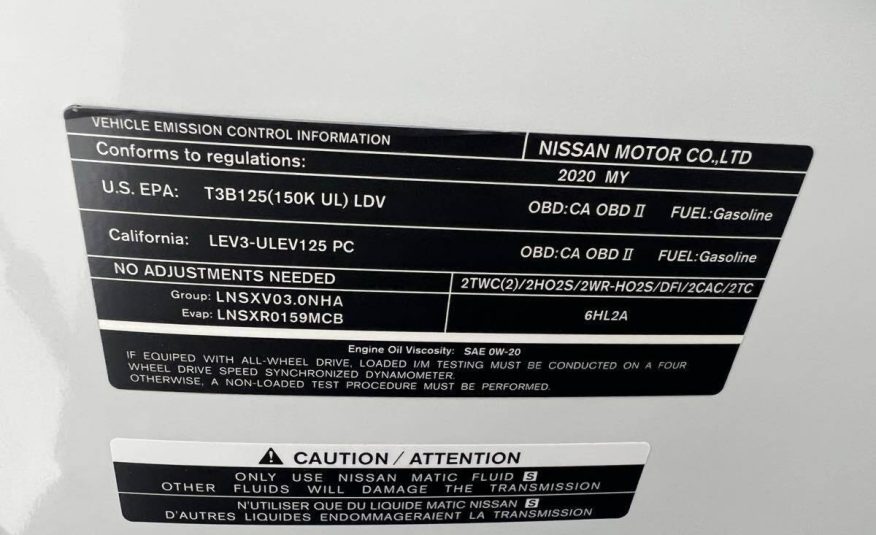 VEHICLE EMISSION CONTROL INFORMATION
NISSAN MOTOR CO.,LTD
Conforms to regulations:
2020 MY
U.S. EPA: T3B125(150K UL) LDV
OBD:CA OBD II FUEL:Gasoline
California: LEV3-ULEV125 PC
OBD:CA OBD II FUEL:Gasoline
NO ADJUSTMENTS NEEDED
2TWC(2)/2HO2S/2WR-HO2S/DFI/2CAC/2TC
Group: LNSXV03.0NHA
Evap: LNSXR0159MCB
6HL2A
Engine Oil Viscosity: SAE 0W-20
IF EQUIPED WITH ALL-WHEEL DRIVE, LOADED I/M TESTING MUST BE CONDUCTED ON A FOUR
WHEEL DRIVE SPEED SYNCHRONIZED DYNAMOMETER.
OTHERWISE, A NON-LOADED TEST PROCEDURE MUST BE PERFORMED.
CAUTION / ATTENTION
ONLY USE NISSAN MATIC FLUID S
OTHER FLUIDS WILL DAMAGE THE TRANSMISSION
N'UTILISER QUE DU LIQUIDE MATIC NISSAN S
D'AUTRES LIQUIDES ENDOMMAGERAIENT LA TRANSMISSION